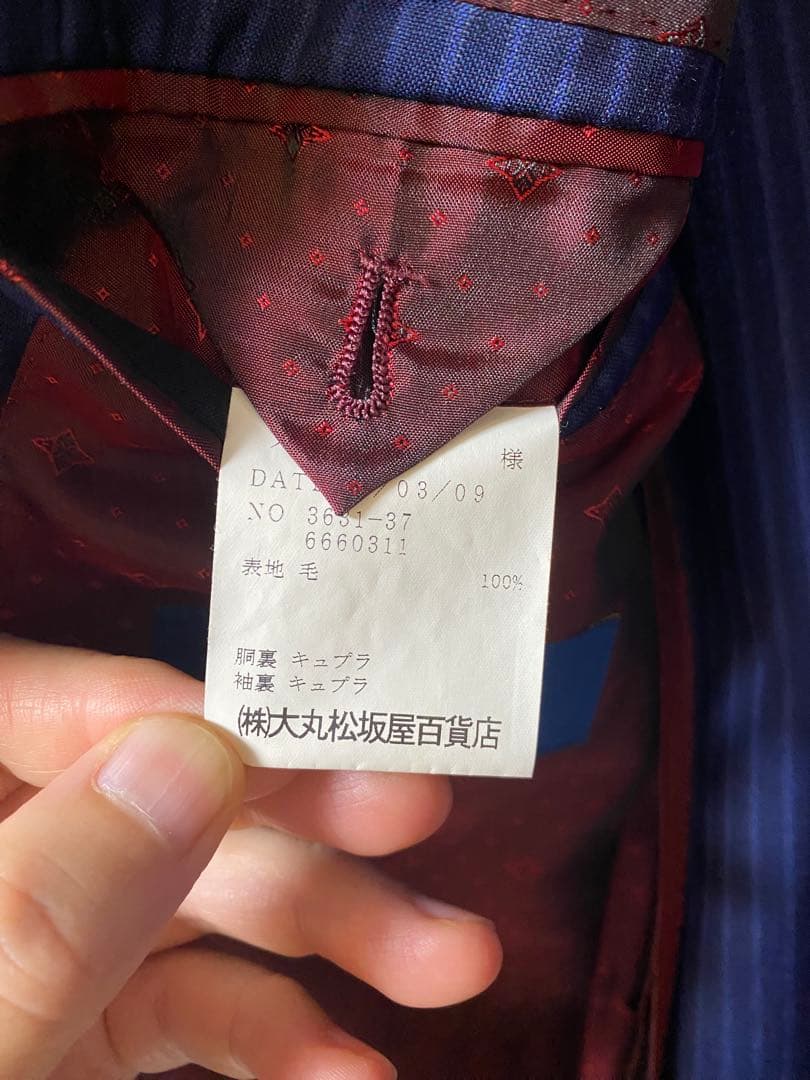 様
DAT /03/09
NO 3631-37
6660311
表地 毛 100%
胴裏 キュプラ
袖裏 キュプラ
㈱大丸松坂屋百貨店